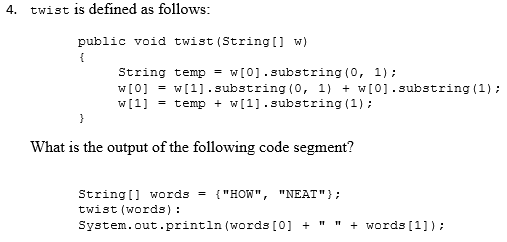 4. twist is defined as follows:
public void twist(String[] w)
{
String temp = w[0].substring(0, 1);
w[0] = w[1].substring(0, 1) + w[0].substring(1);
w[1] = temp + w[1].substring(1);
}
What is the output of the following code segment?
String[] words = {"HOW", "NEAT"};
twist(words):
System.out.println(words[0] + " " + words[1]);